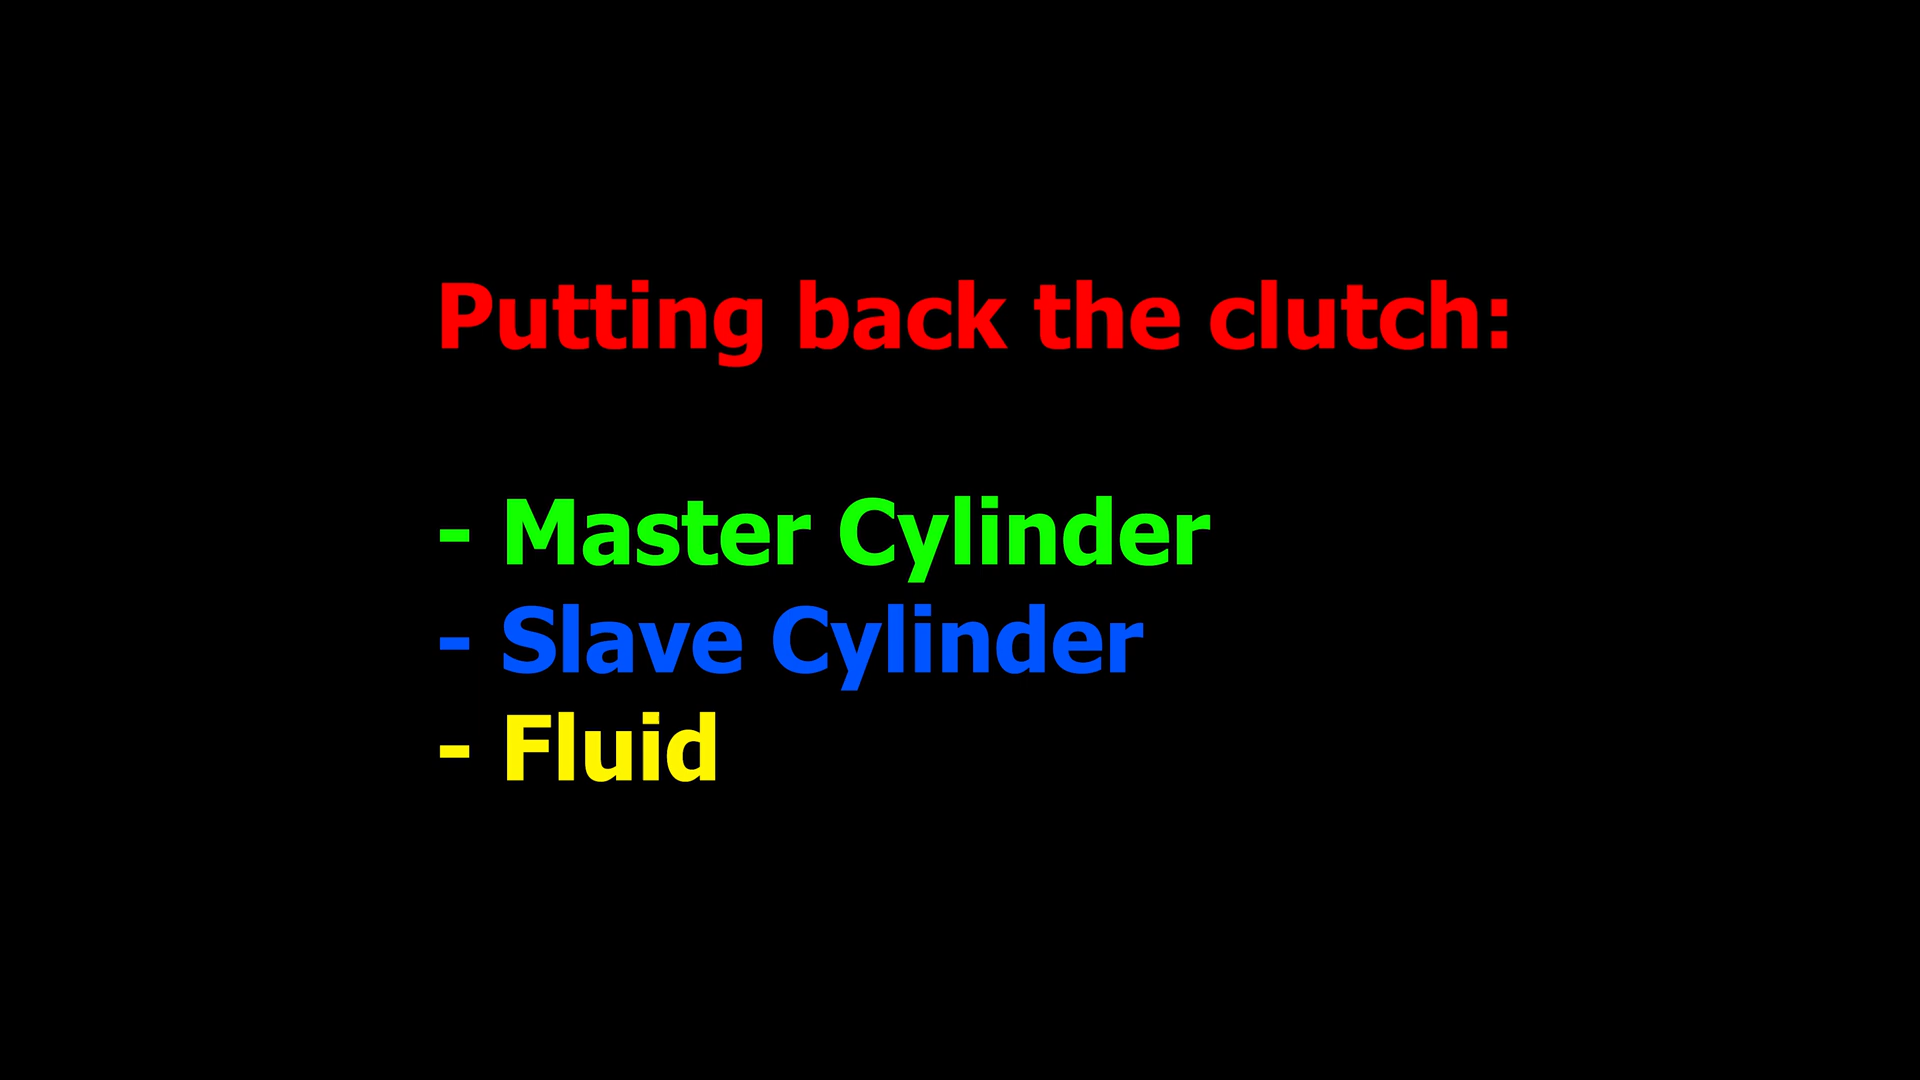 Putting back the clutch:
- Master Cylinder
- Slave Cylinder
- Fluid